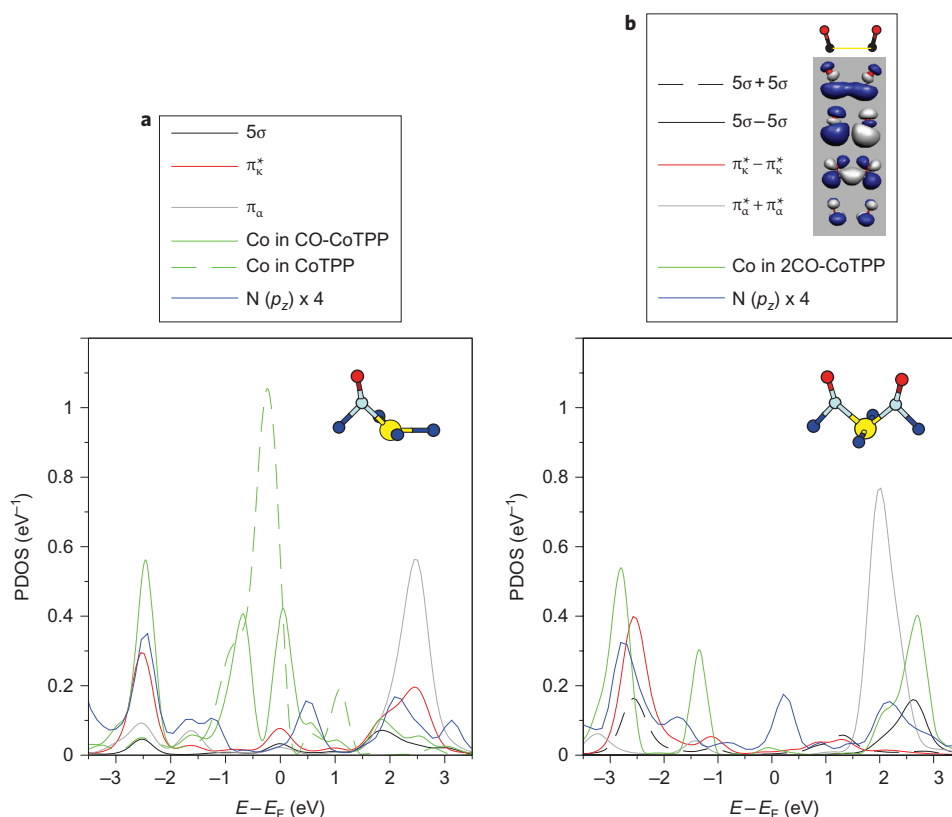 a
5σ
π*κ
πα
Co in CO-CoTPP
Co in CoTPP
N (pz) x 4
PDOS (eV−1)
1
0.8
0.6
0.4
0.2
0
−3 −2 −1 0 1 2 3
E − EF (eV)
b
5σ + 5σ
5σ − 5σ
π*κ − π*κ
π*α + π*α
Co in 2CO-CoTPP
N (pz) x 4
PDOS (eV−1)
1
0.8
0.6
0.4
0.2
0
−3 −2 −1 0 1 2 3
E − EF (eV)